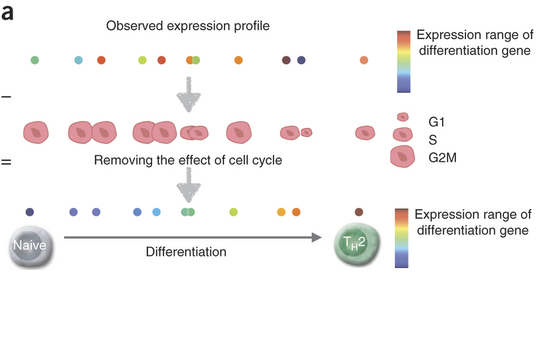 a
Observed expression profile
Expression range of
differentiation gene
–
G1
S
G2M
=
Removing the effect of cell cycle
Expression range of
differentiation gene
Naive
TH2
Differentiation